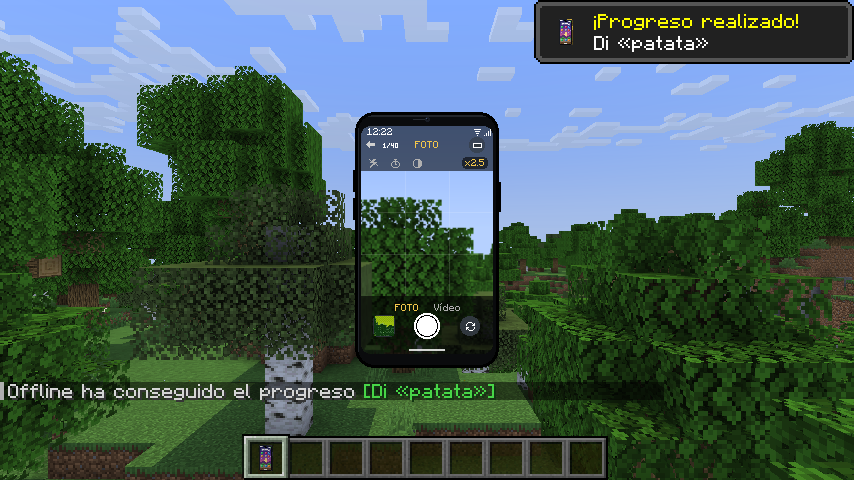 ¡Progreso realizado!
Di «patata»
12:22
1/40 FOTO
x2.5
FOTO Vídeo
Offline ha conseguido el progreso [Di «patata»]